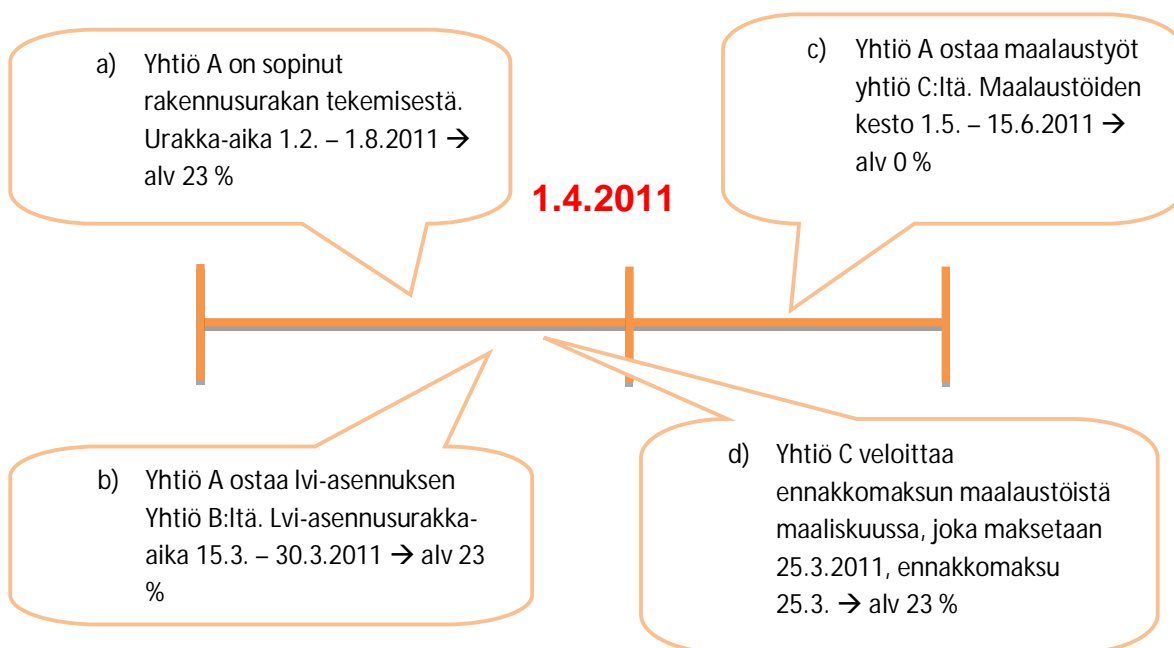 a) Yhtiö A on sopinut
rakennusurakan tekemisestä.
Urakka-aika 1.2. – 1.8.2011 →
alv 23 %
c) Yhtiö A ostaa maalaustyöt
yhtiö C:ltä. Maalaustöiden
kesto 1.5. – 15.6.2011 →
alv 0 %
1.4.2011
b) Yhtiö A ostaa lvi-asennuksen
Yhtiö B:ltä. Lvi-asennusurakka-
aika 15.3. – 30.3.2011 → alv 23
%
d) Yhtiö C veloittaa
ennakkomaksun maalaustöistä
maaliskuussa, joka maksetaan
25.3.2011, ennakkomaksu
25.3. → alv 23 %